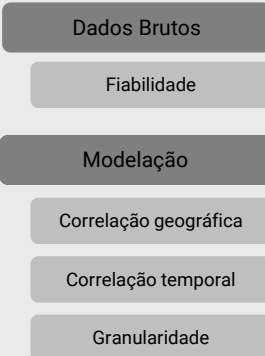 Dados Brutos
Fiabilidade
Modelação
Correlação geográfica
Correlação temporal
Granularidade